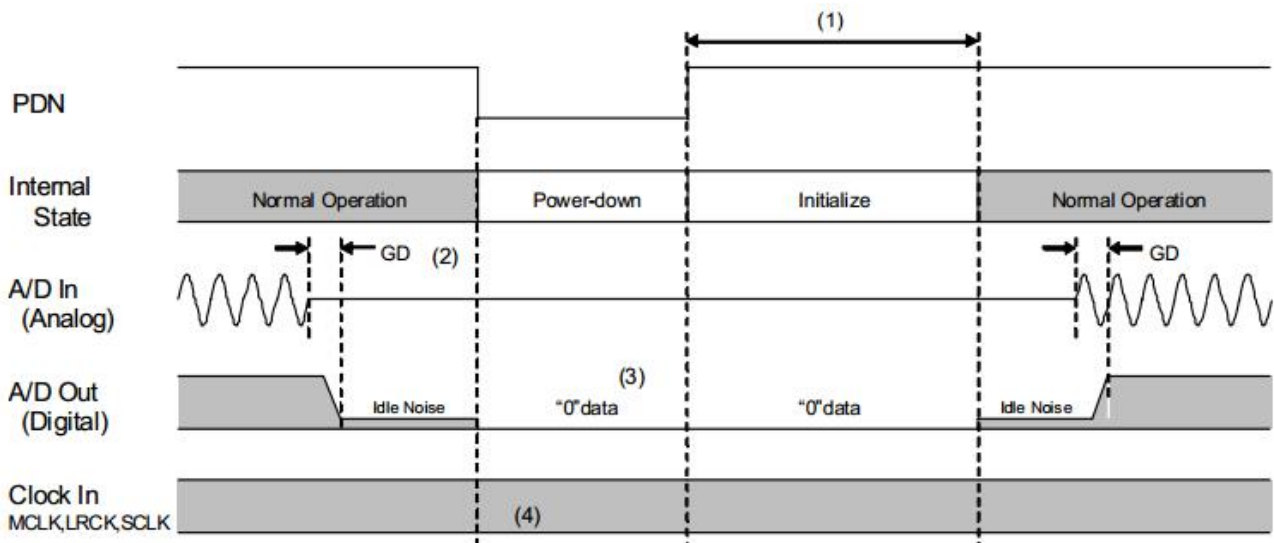 (1)
PDN
Internal
State
Normal Operation Power-down Initialize Normal Operation
GD (2) GD
A/D In
(Analog)
A/D Out
(Digital)
(3)
Idle Noise "0"data "0"data Idle Noise
Clock In
MCLK,LRCK,SCLK
(4)